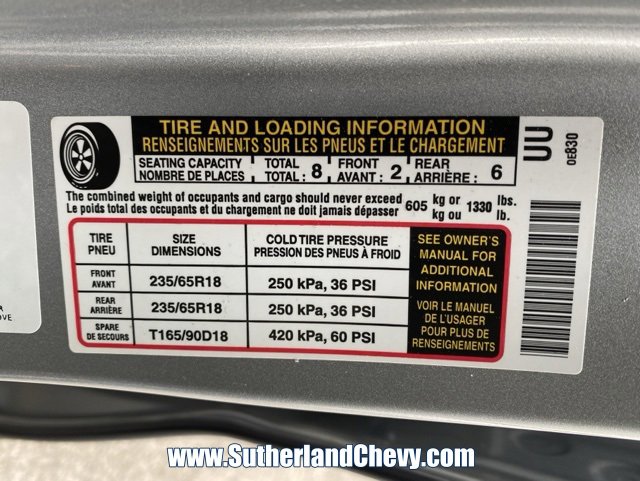 TIRE AND LOADING INFORMATION
RENSEIGNEMENTS SUR LES PNEUS ET LE CHARGEMENT
SEATING CAPACITY TOTAL FRONT REAR
NOMBRE DE PLACES TOTAL : 8 AVANT : 2 ARRIÈRE : 6
The combined weight of occupants and cargo should never exceed 605 kg or 1330 lbs.
Le poids total des occupants et du chargement ne doit jamais dépasser kg ou lb.
TIRE SIZE COLD TIRE PRESSURE
PNEU DIMENSIONS PRESSION DES PNEUS À FROID
FRONT
AVANT 235/65R18 250 kPa, 36 PSI
REAR
ARRIÈRE 235/65R18 250 kPa, 36 PSI
SPARE
DE SECOURS T165/90D18 420 kPa, 60 PSI
SEE OWNER'S
MANUAL FOR
ADDITIONAL
INFORMATION
VOIR LE MANUEL
DE L'USAGER
POUR PLUS DE
RENSEIGNEMENTS
UU
0E830
www.SutherlandChevy.com